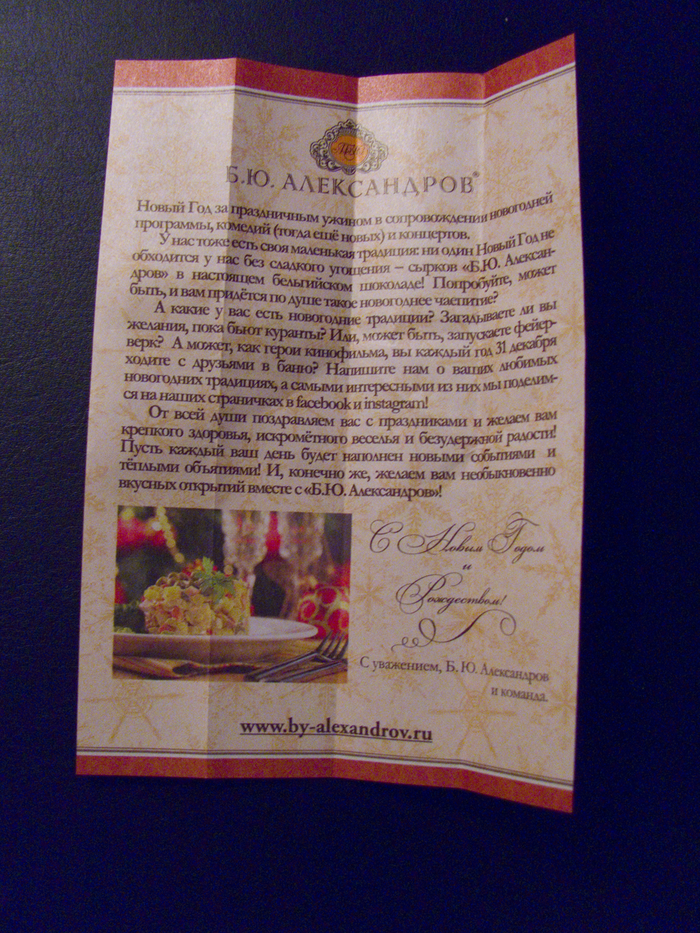 Б.Ю. АЛЕКСАНДРОВ®
Новый Год за праздничным ужином в сопровождении новогодней
программы, комедий (тогда ещё новых) и концертов.
У нас тоже есть своя маленькая традиция: ни один Новый Год не
обходится у нас без сладкого угощения – сырков «Б.Ю. Алексан-
дров» в настоящем бельгийском шоколаде! Попробуйте, может
быть, и вам придётся по душе такое новогоднее чаепитие?
А какие у вас есть новогодние традиции? Загадываете ли вы
желания, пока бьют куранты? Или, может быть, запускаете фейер-
верк? А может, как герои кинофильма, вы каждый год 31 декабря
ходите с друзьями в баню? Напишите нам о ваших любимых
новогодних традициях, а самыми интересными из них мы поделим-
ся на наших страничках в facebook и instagram!
От всей души поздравляем вас с праздниками и желаем вам
крепкого здоровья, искромётного веселья и безудержной радости!
Пусть каждый ваш день будет наполнен новыми событиями и
тёплыми объятиями! И, конечно же, желаем вам необыкновенно
вкусных открытий вместе с «Б.Ю. Александров»!
С Новым Годом
и
Рождеством!
С уважением, Б. Ю. Александров
и команда.
www.by-alexandrov.ru